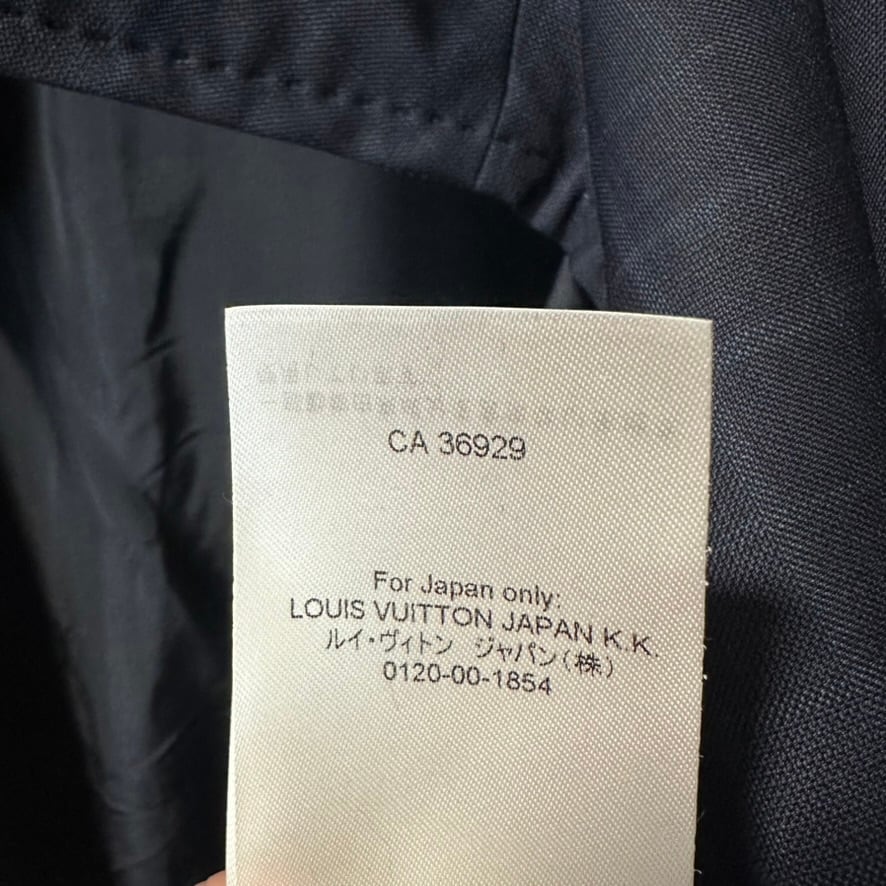 CA 36929
For Japan only:
LOUIS VUITTON JAPAN K.K.
ルイ・ヴィトン ジャパン(株)
0120-00-1854